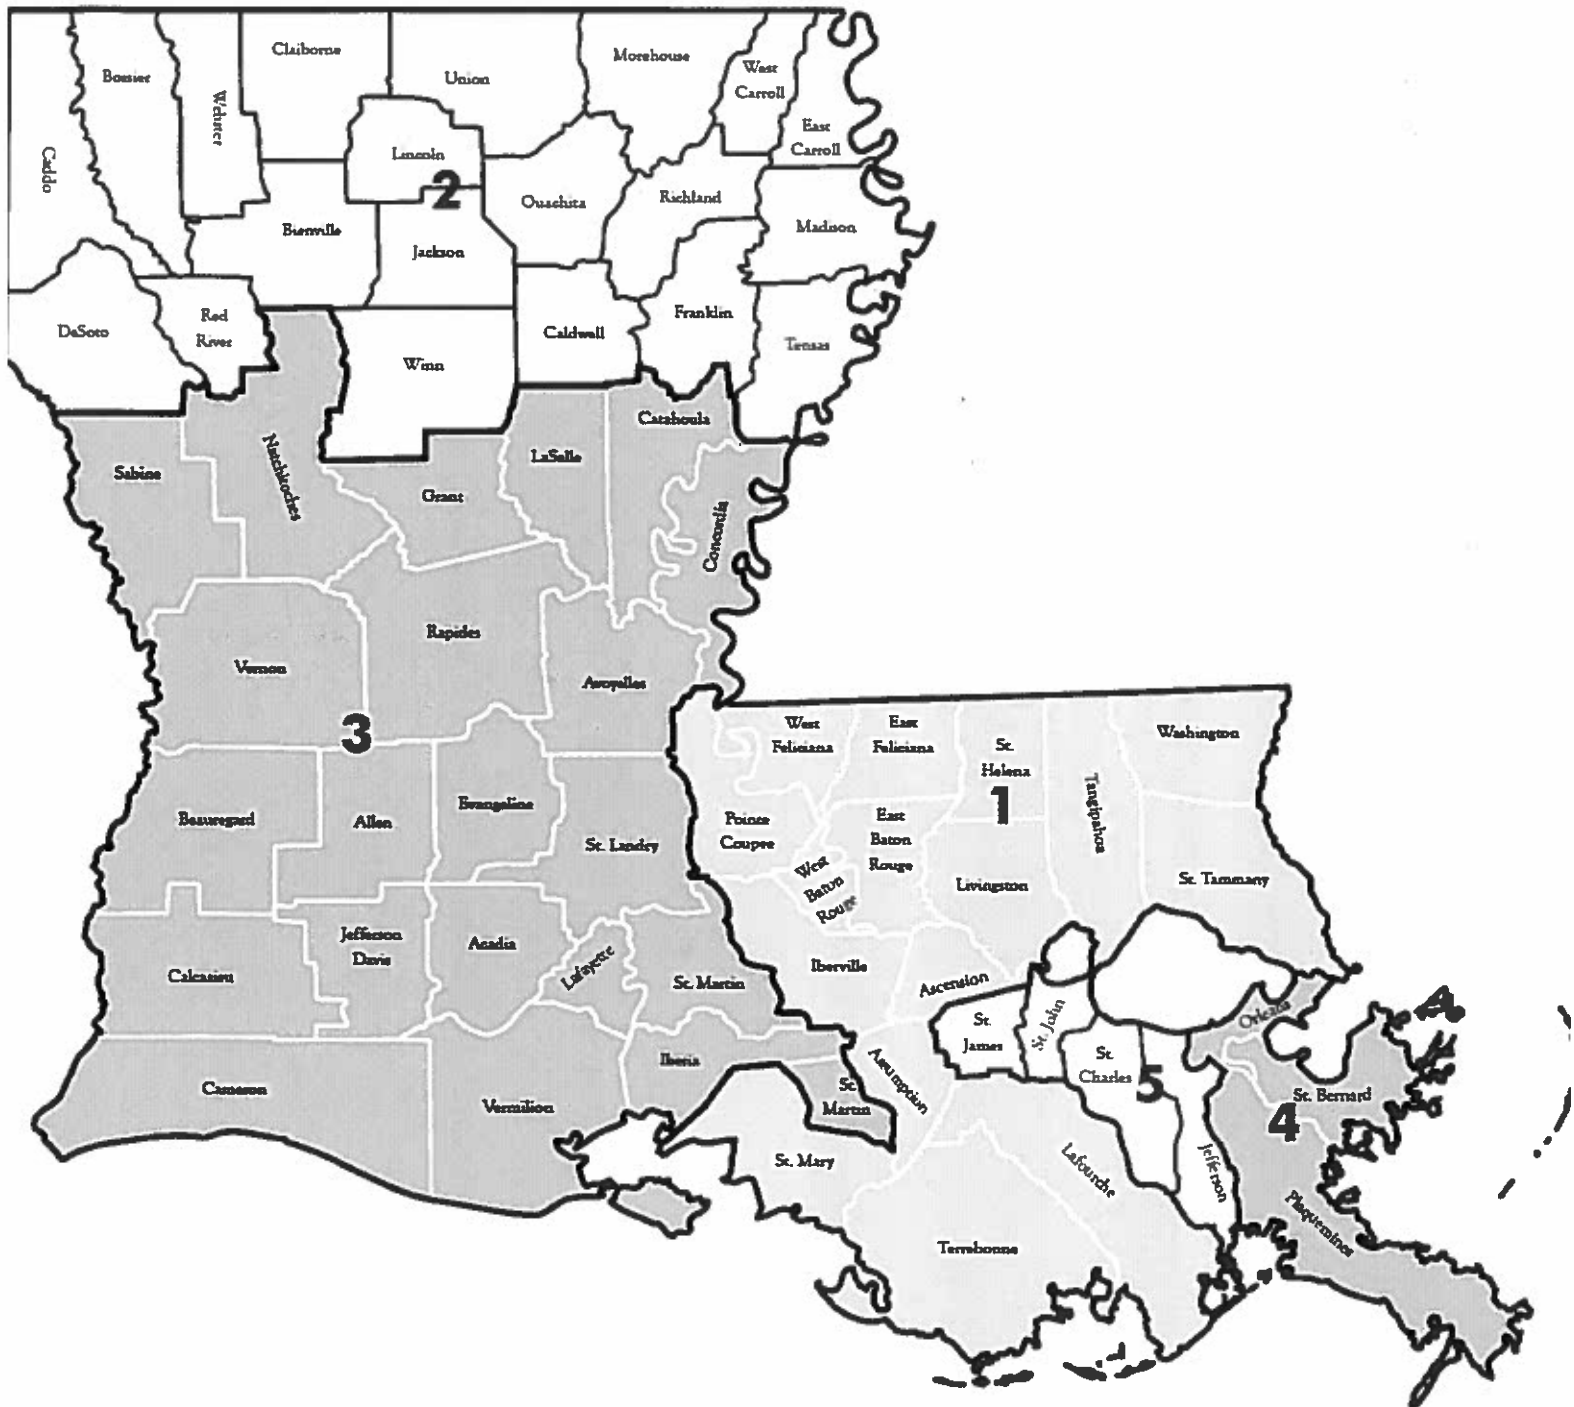 Claiborne
Morehouse
Bossier
Union
West
Carroll
Webster
East
Carroll
Lincoln
Caddo
2
Ouachita
Richland
Bienville
Madison
Jackson
Red
River
Franklin
DeSoto
Caldwell
Tensas
Winn
Catahoula
Natchitoches
LaSalle
Sabine
Grant
Concordia
Rapides
Vernon
Avoyelles
3
West
Feliciana
East
Feliciana
St.
Helena
Washington
1
Tangipahoa
Beauregard
Allen
Evangeline
Pointe
Coupee
East
Baton
Rouge
St. Landry
West
Baton
Rouge
Livingston
St. Tammany
Jefferson
Davis
Acadia
Lafayette
Calcasieu
St. Martin
Iberville
Ascension
St.
James
St. John
Orleans
Iberia
Assumption
St.
Charles
5
Cameron
Vermilion
St.
Martin
St. Bernard
4
St. Mary
Lafourche
Jefferson
Plaquemines
Terrebonne